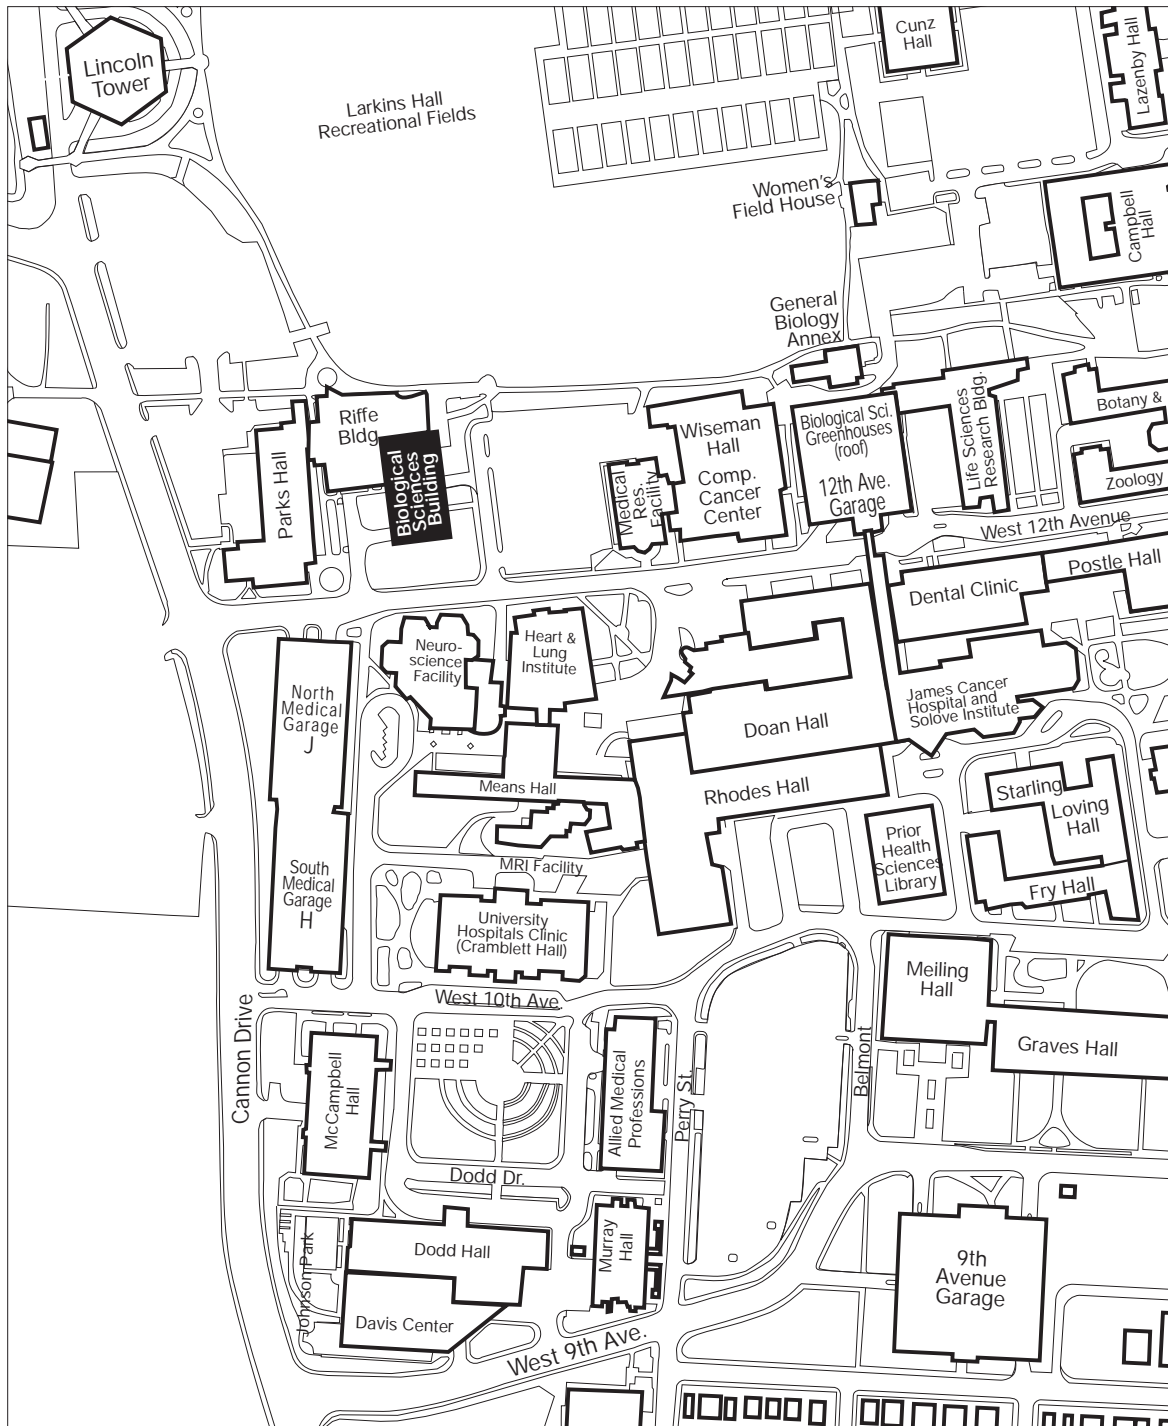 Lincoln
Tower
Larkins Hall
Recreational Fields
Cunz
Hall
Lazenby Hall
Women's
Field House
Campbell
Hall
General
Biology
Annex
Riffe
Bldg.
Parks Hall
Biological
Sciences
Building
Wiseman
Hall
Comp.
Cancer
Center
Medical
Res.
Facility
Biological Sci.
Greenhouses
(roof)
12th Ave.
Garage
Life Sciences
Research Bldg.
Botany &
Zoology
West 12th Avenue
Postle Hall
Dental Clinic
Neuro-
science
Facility
Heart &
Lung
Institute
James Cancer
Hospital and
Solove Institute
North
Medical
Garage
J
Doan Hall
Means Hall
Rhodes Hall
Starling
Loving
Hall
Prior
Health
Sciences
Library
MRI Facility
South
Medical
Garage
H
Fry Hall
University
Hospitals Clinic
(Cramblett Hall)
Meiling
Hall
West 10th Ave.
Cannon Drive
Graves Hall
Belmont
McCampbell
Hall
Allied Medical
Professions
Perry St.
Dodd Dr.
Johnson Park
Dodd Hall
Murray
Hall
9th
Avenue
Garage
Davis Center
West 9th Ave.